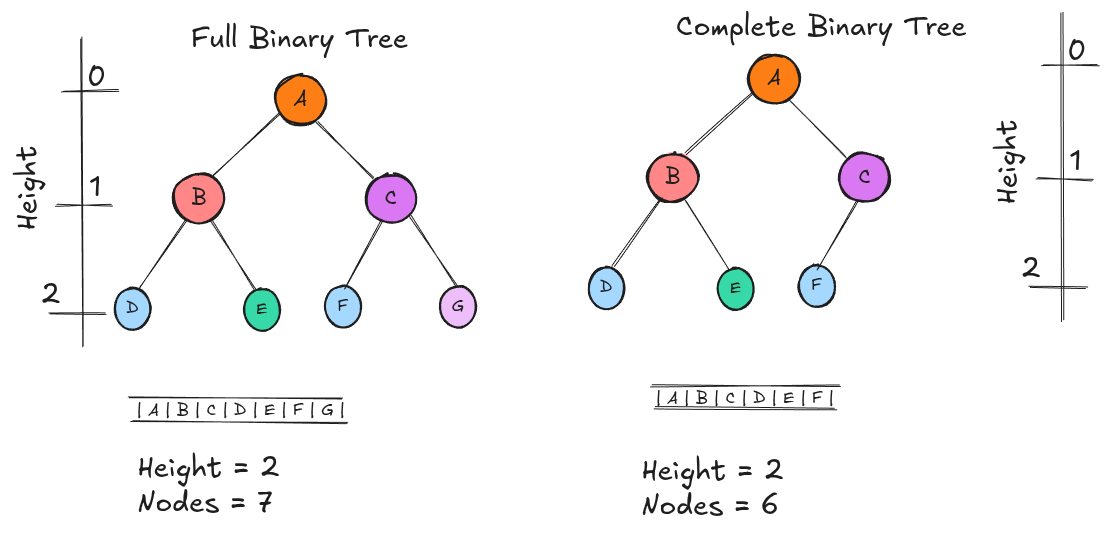 Full Binary Tree
Height
0
1
2
A
B
C
D
E
F
G
|A|B|C|D|E|F|G|
Height = 2
Nodes = 7
Complete Binary Tree
A
B
C
D
E
F
Height
0
1
2
|A|B|C|D|E|F|
Height = 2
Nodes = 6